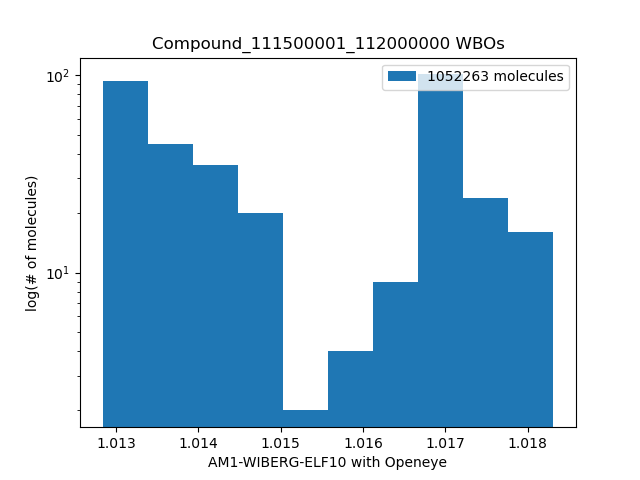 Compound_111500001_112000000 WBOs
1052263 molecules
10²
10¹
log(# of molecules)
1.013 1.014 1.015 1.016 1.017 1.018
AM1-WIBERG-ELF10 with Openeye